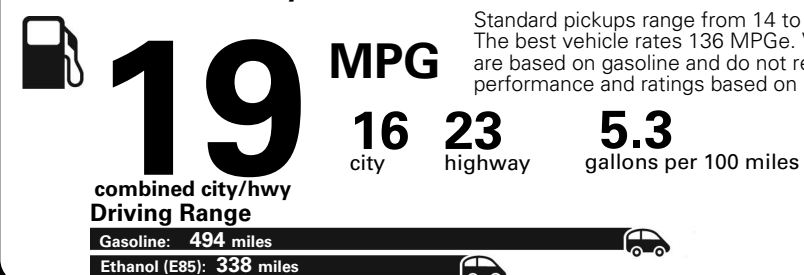 Standard pickups range from 14 to
The best vehicle rates 136 MPGe.
are based on gasoline and do not
performance and ratings based on
19
MPG
16 23 5.3
city highway gallons per 100 miles
combined city/hwy
Driving Range
Gasoline: 494 miles
Ethanol (E85): 338 miles